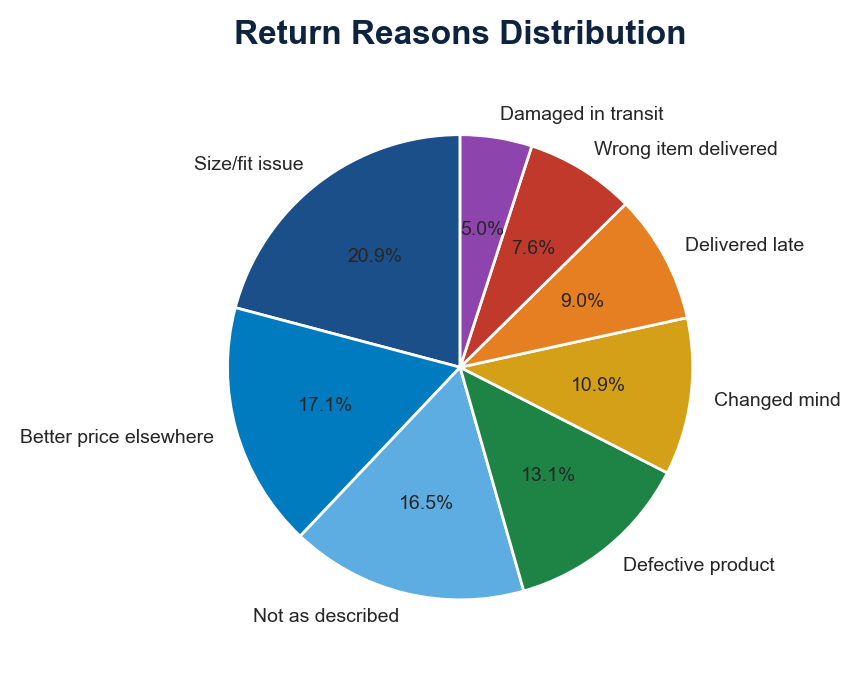 Return Reasons Distribution
Damaged in transit
Wrong item delivered
Size/fit issue
5.0%
7.6%
Delivered late
20.9%
9.0%
10.9%
Changed mind
17.1%
Better price elsewhere
13.1%
16.5%
Defective product
Not as described